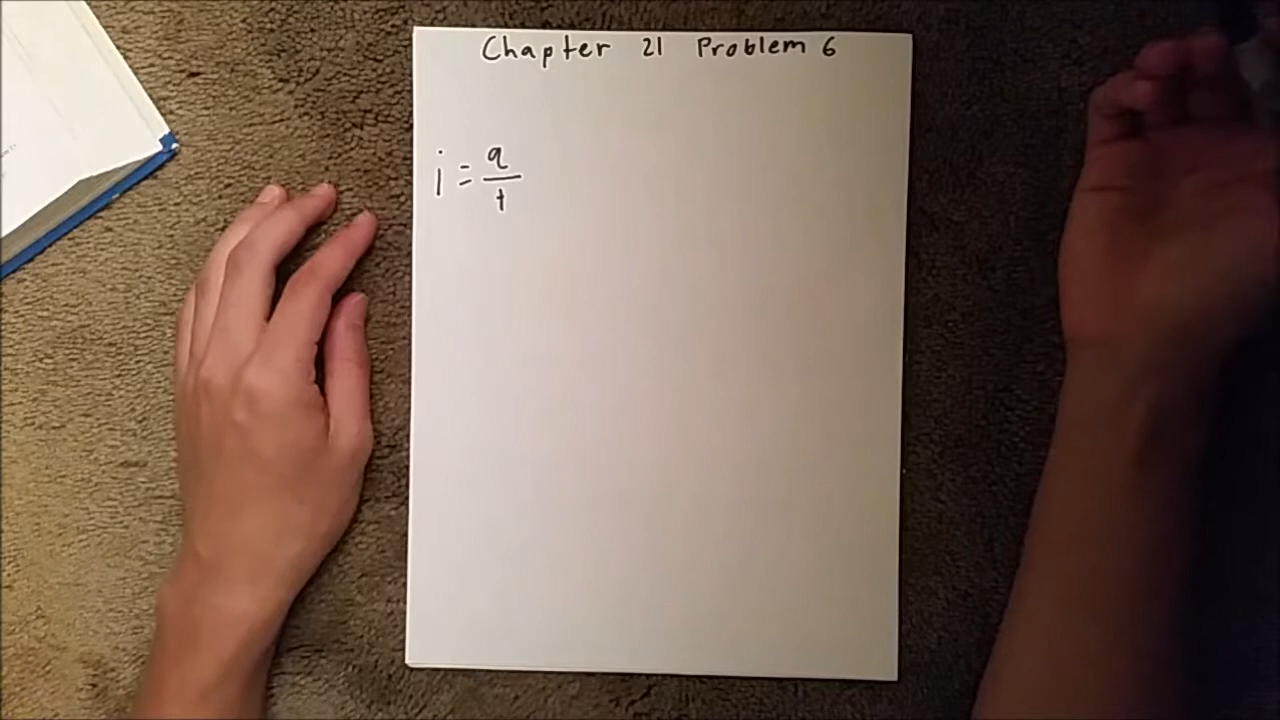 Chapter 21 Problem 6
i = q/t